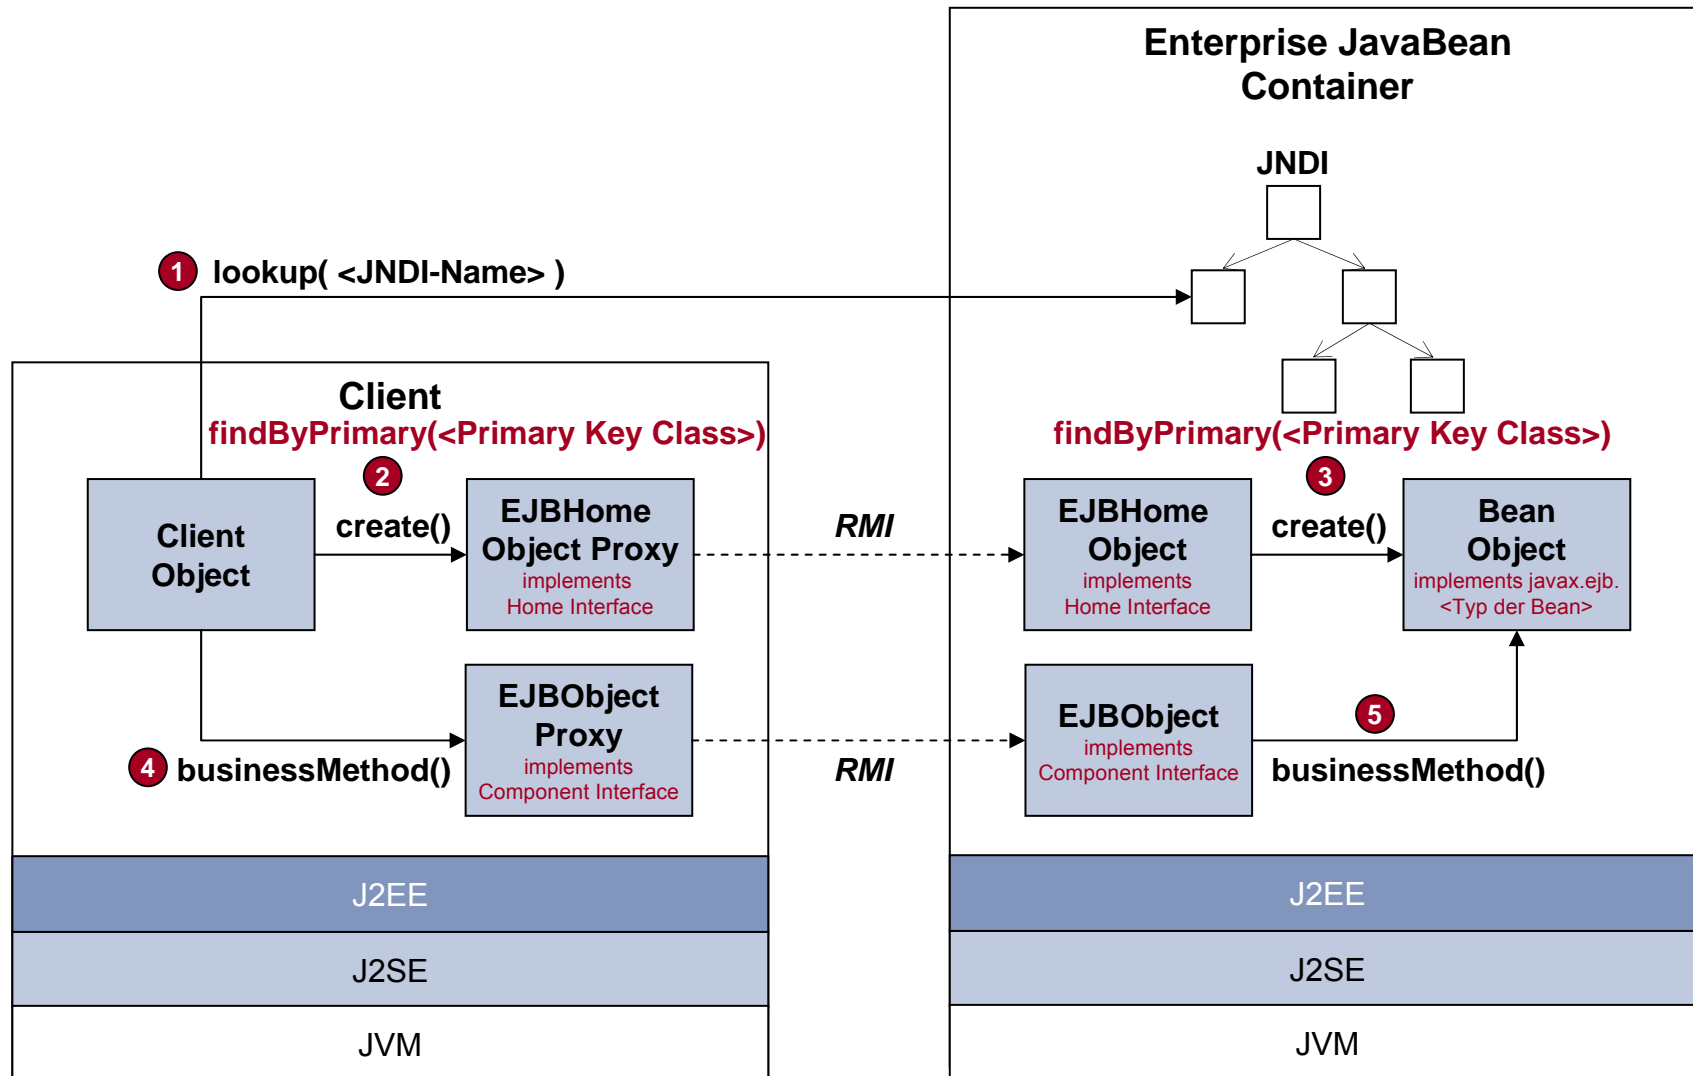 Enterprise JavaBean
Container
JNDI
1 lookup( <JNDI-Name> )
Client
findByPrimary(<Primary Key Class>)
findByPrimary(<Primary Key Class>)
2
3
Client
Object
create()
EJBHome
Object Proxy
implements
Home Interface
RMI
EJBHome
Object
implements
Home Interface
create()
Bean
Object
implements javax.ejb.
<Typ der Bean>
4 businessMethod()
EJBObject
Proxy
implements
Component Interface
RMI
EJBObject
implements
Component Interface
5
businessMethod()
J2EE
J2SE
JVM
J2EE
J2SE
JVM